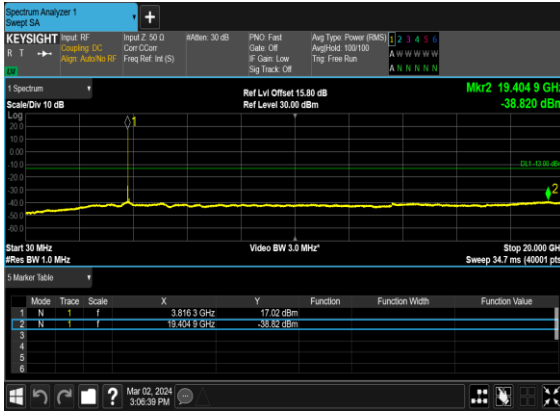 Spectrum Analyzer 1
Swept SA
+
KEYSIGHT Input: RF Input Z: 50 Ω #Atten: 30 dB PNO: Fast Avg Type: Power (RMS) 1 2 3 4 5 6
R T Coupling: DC Corr CCorr Gate: Off Avg|Hold: 100/100 A W W W W W
Align: Auto/No RF Freq Ref: Int (S) IF Gain: Low Trig: Free Run
Sig Track: Off A N N N N N
LXI
1 Spectrum Ref Lvl Offset 15.80 dB Mkr2 19.404 9 GHz
Scale/Div 10 dB Ref Level 30.00 dBm -38.820 dBm
Log
20.0
10.0
0.00
-10.0
-20.0
-30.0
-40.0
-50.0
-60.0
1
DL1 -13.00 dBm
2
Start 30 MHz Video BW 3.0 MHz* Stop 20.000 GHz
#Res BW 1.0 MHz Sweep 34.7 ms (40001 pts)
5 Marker Table
Mode Trace Scale X Y Function Function Width Function Value
1 N 1 f 3.816 3 GHz 17.02 dBm
2 N 1 f 19.404 9 GHz -38.82 dBm
3
4
5
6
? Mar 02, 2024
3:06:39 PM